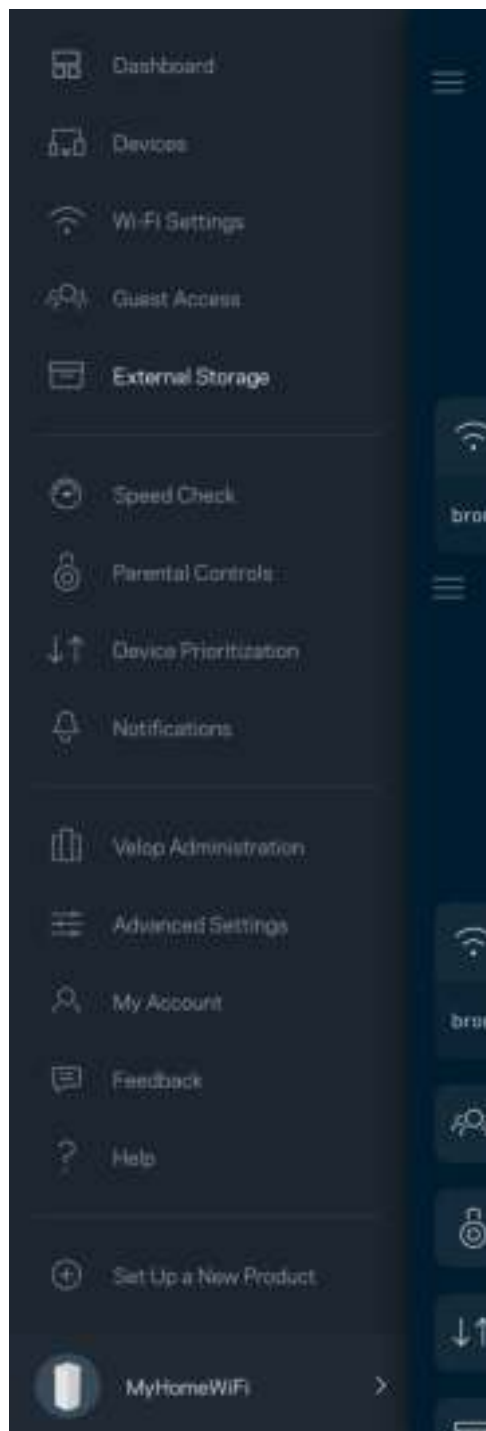 Dashboard
Devices
Wi-Fi Settings
Guest Access
External Storage
Speed Check
Parental Controls
Device Prioritization
Notifications
Velop Administration
Advanced Settings
My Account
Feedback
Help
Set Up a New Product
MyHomeWiFi